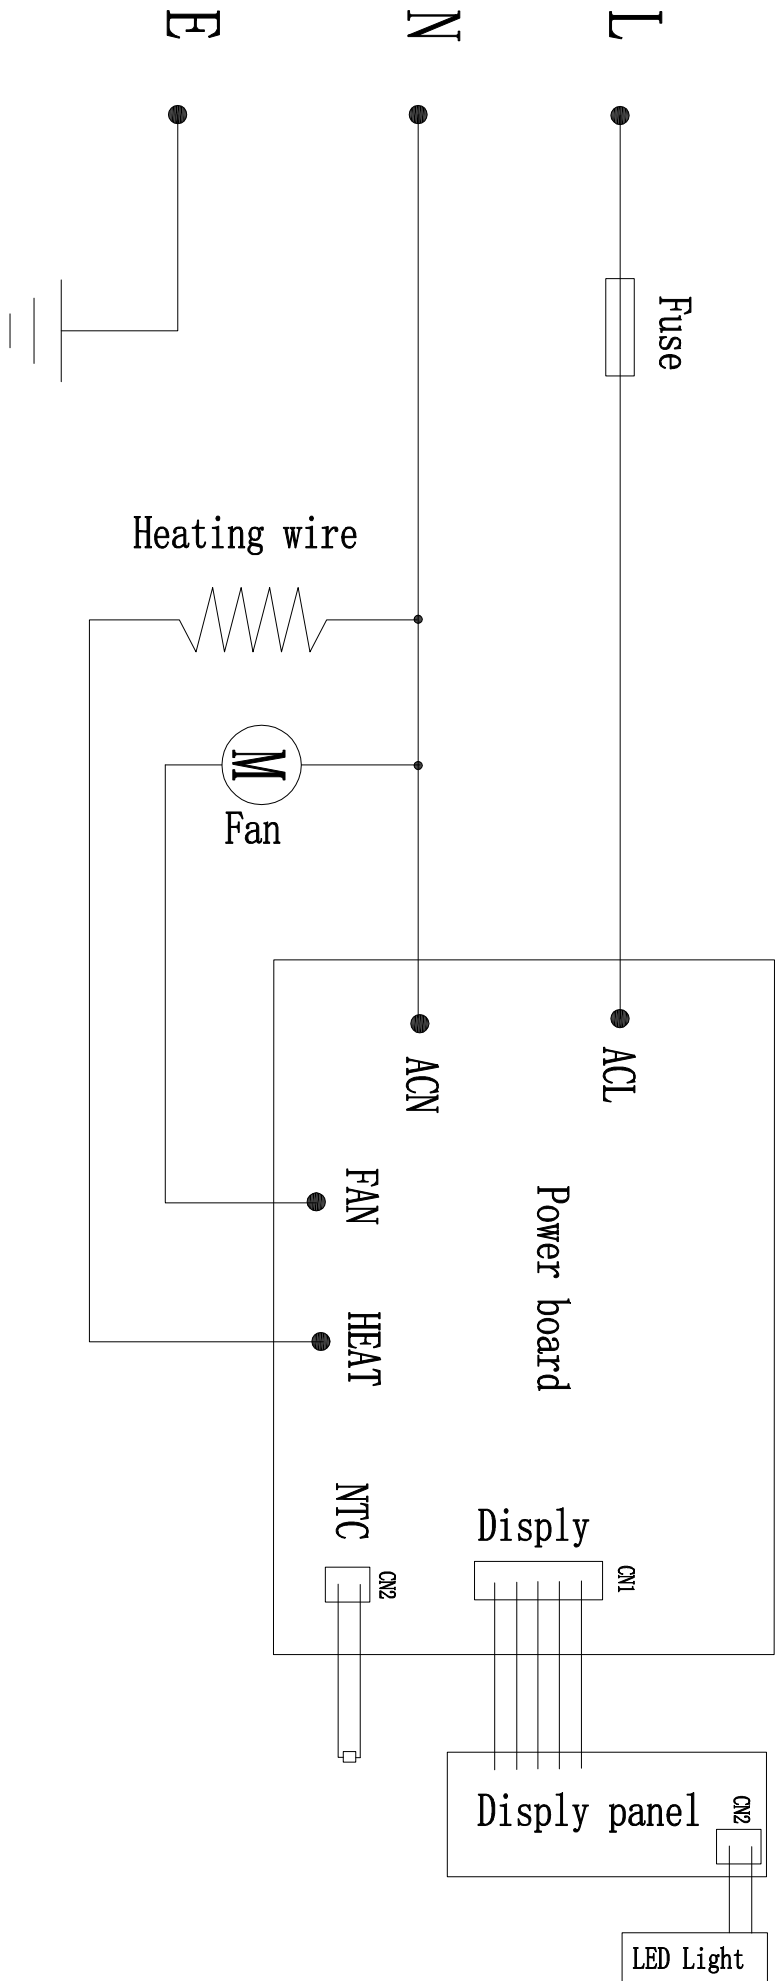 E
N
L
Fuse
Heating wire
M
Fan
ACN
ACL
FAN
Power board
HEAT
NTC
Disply
CN2
CN1
Disply panel
CN2
LED Light